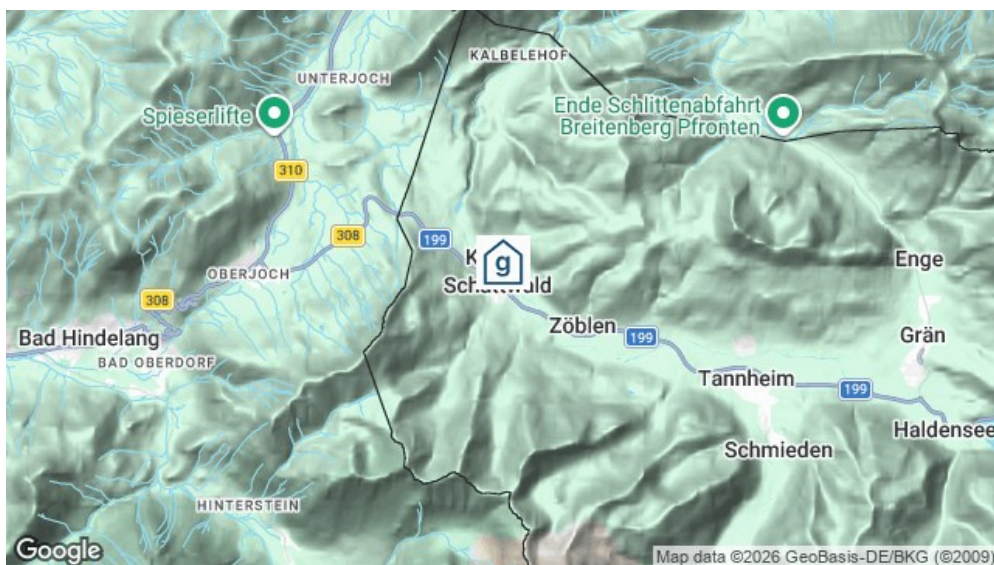 KALBELEHOF
UNTERJOCH
Spieserlifte
Ende Schlittenabfahrt
Breitenberg Pfronten
310
308
199
g
Enge
OBERJOCH
308
Zöblen
199
Grän
Bad Hindelang
BAD OBERDORF
Tannheim
199
Haldensee
Schmieden
HINTERSTEIN
Google
Map data ©2026 GeoBasis-DE/BKG (©2009)